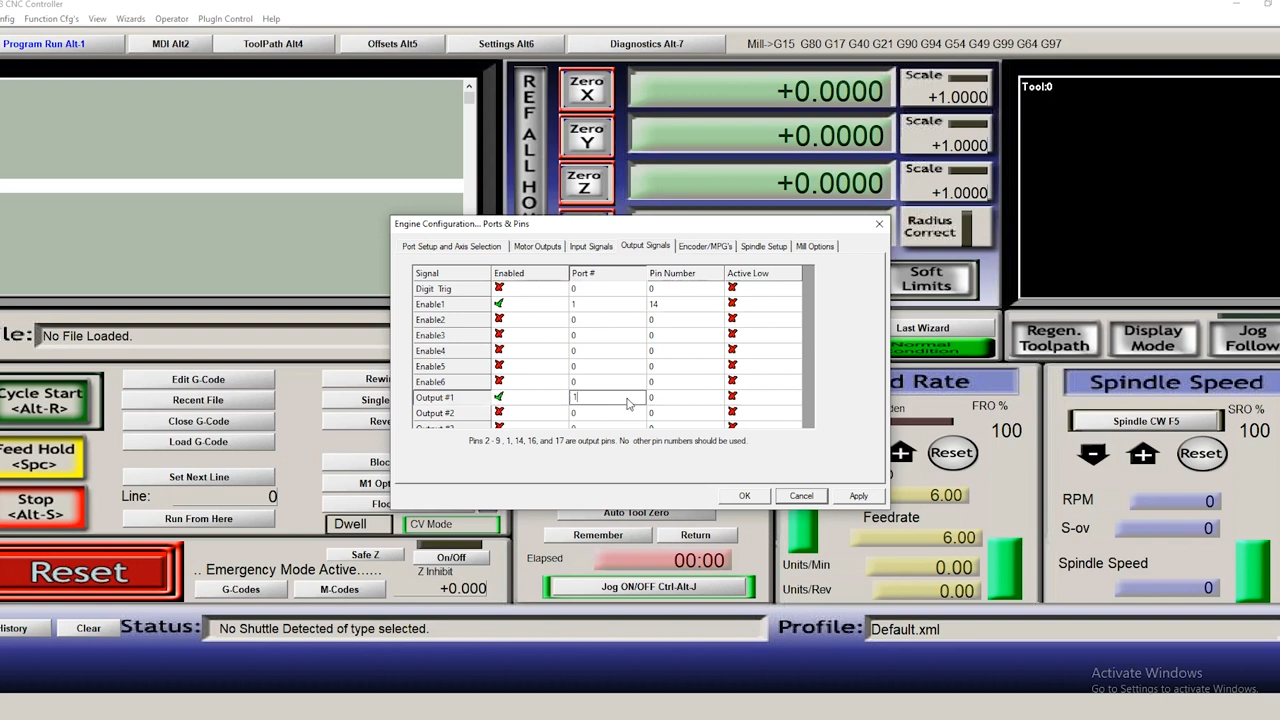 3 CNC Controller
nfig Function Cfg's View Wizards Operator PlugIn Control Help
Program Run Alt-1 MDI Alt2 ToolPath Alt4 Offsets Alt5 Settings Alt6 Diagnostics Alt-7 Mill->G15 G80 G17 G40 G21 G90 G94 G54 G49 G99 G64 G97
REF ALL HO
Zero X +0.0000 Scale +1.0000
Zero Y +0.0000 Scale +1.0000
Zero Z +0.0000 Scale +1.0000
Radius Correct
Soft Limits
Tool:0
Engine Configuration... Ports & Pins
Port Setup and Axis Selection Motor Outputs Input Signals Output Signals Encoder/MPG's Spindle Setup Mill Options
Signal Enabled Port # Pin Number Active Low
Digit Trig 0 0
Enable1 1 14
Enable2 0 0
Enable3 0 0
Enable4 0 0
Enable5 0 0
Enable6 0 0
Output #1 1 0
Output #2 0 0
Pins 2 - 9 , 1, 14, 16, and 17 are output pins. No other pin numbers should be used.
OK Cancel Apply
le: No File Loaded.
Last Wizard
Normal Condition
Regen. Toolpath
Display Mode
Jog Follow
Cycle Start <Alt-R>
Feed Hold <Spc>
Stop <Alt-S>
Edit G-Code
Recent File
Close G-Code
Load G-Code
Set Next Line
Line: 0
Run From Here
Rewin
Single
Reve
Bloc
M1 Opt
Floo
Dwell CV Mode
d Rate
FRO % 100
Reset
6.00
Feedrate
6.00
Units/Min 0.00
Units/Rev 0.00
Spindle Speed
Spindle CW F5
SRO % 100
Reset
RPM 0
S-ov 0
Spindle Speed 0
Auto Tool Zero
Remember Return
Elapsed 00:00
Jog ON/OFF Ctrl-Alt-J
Reset
Safe Z
.. Emergency Mode Active......
G-Codes M-Codes
On/Off
Z Inhibit
+0.000
History Clear Status: No Shuttle Detected of type selected. Profile: Default.xml
Activate Windows
Go to Settings to activate Windows.